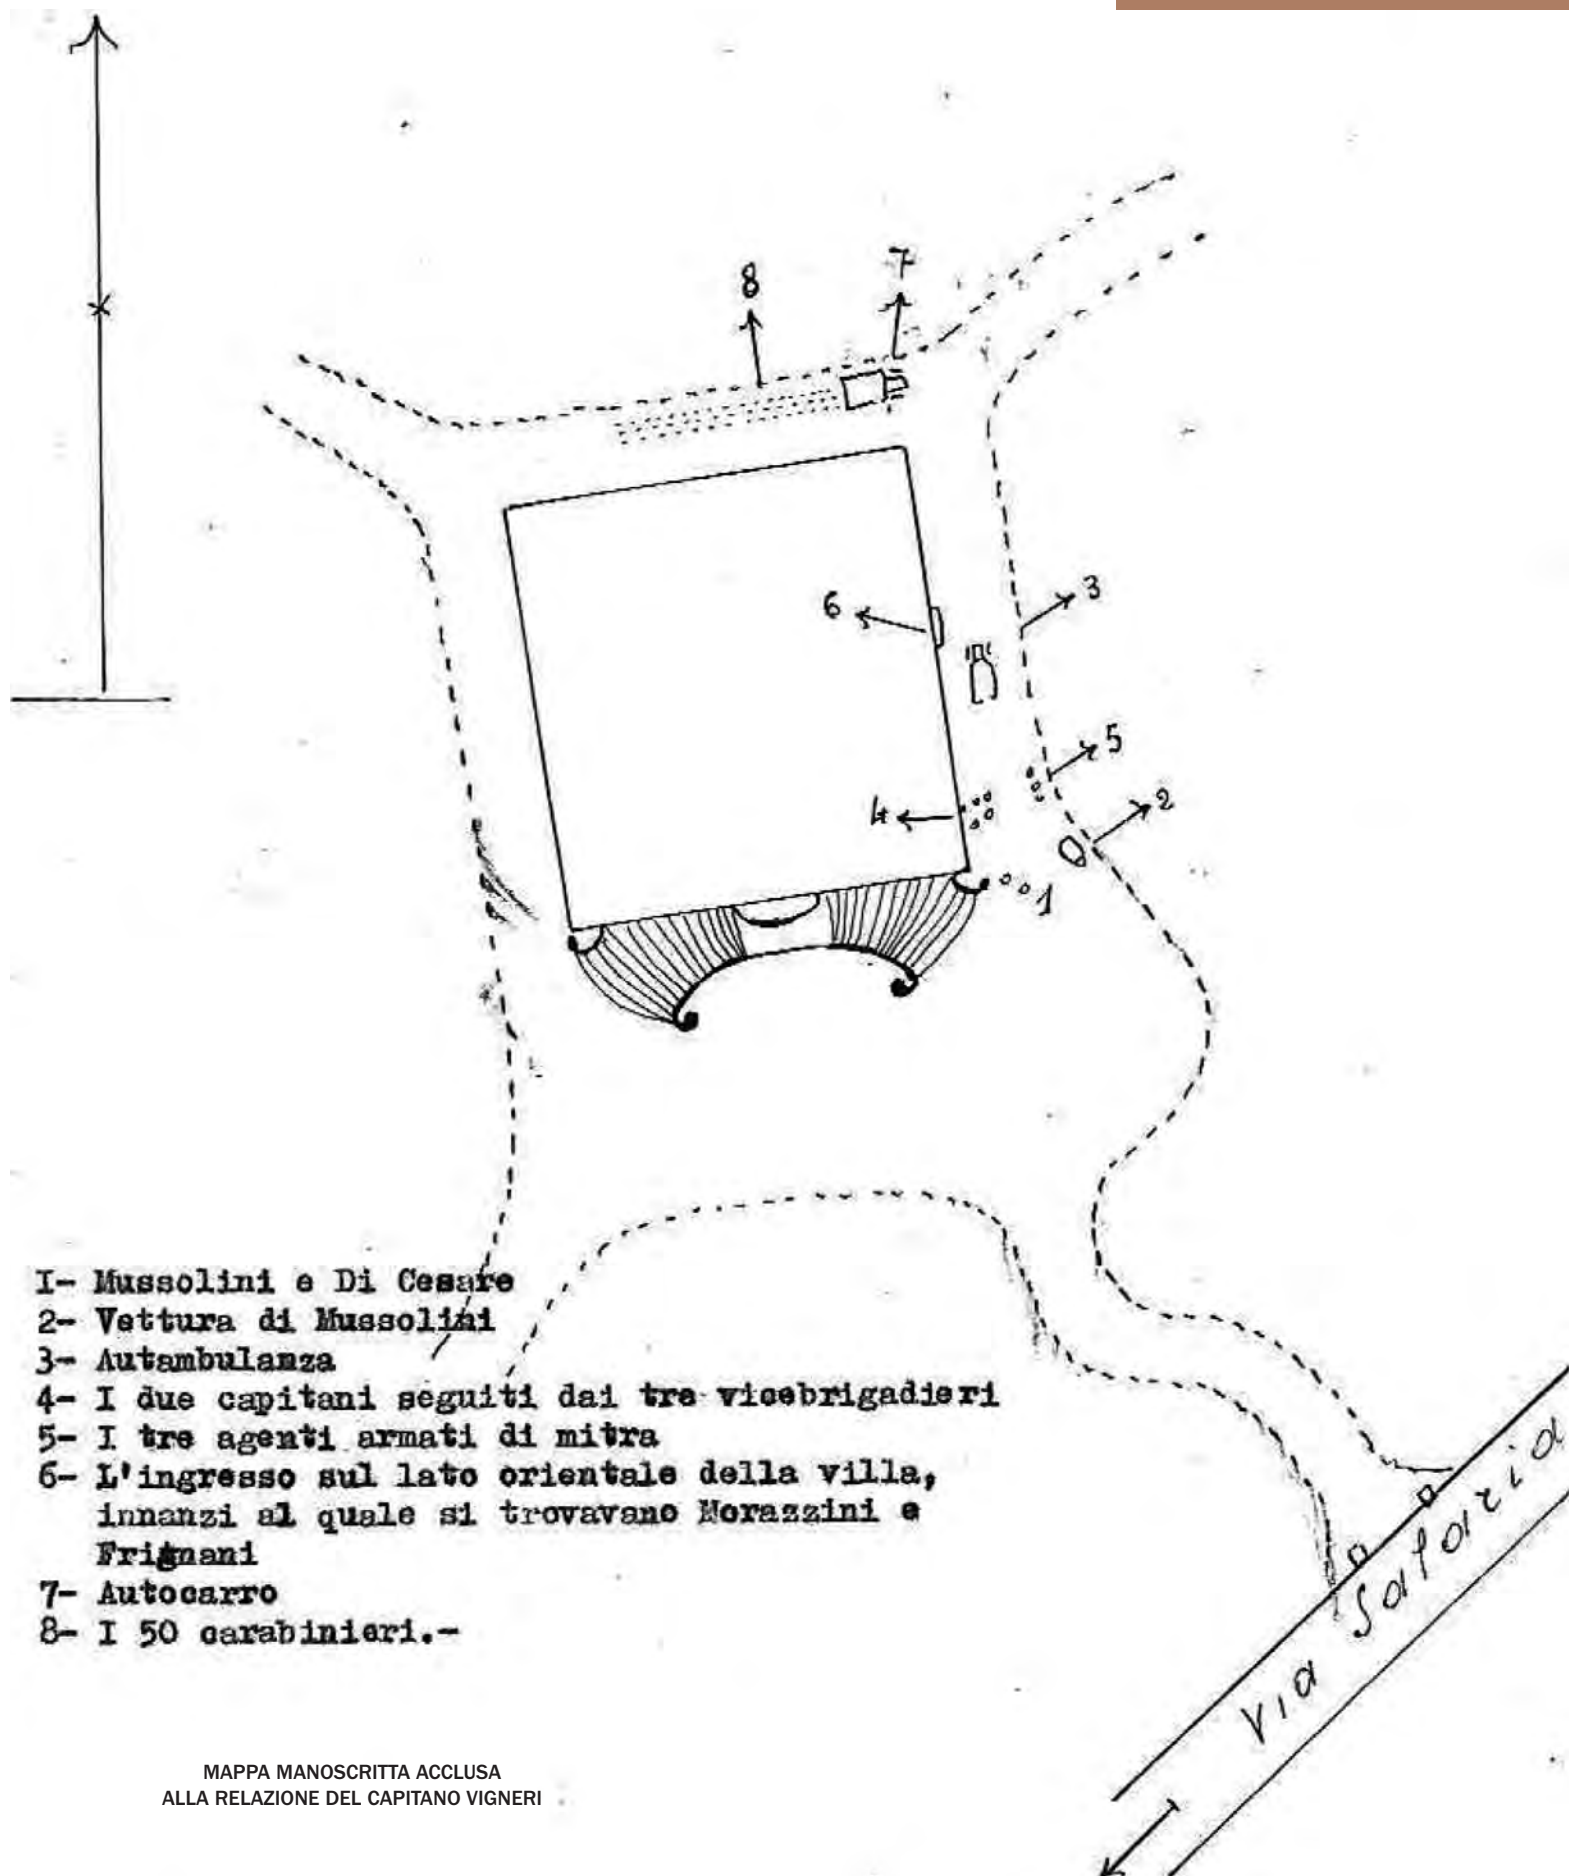 8
7
6
3
5
4
2
1
I- Mussolini e Di Cesare
2- Vettura di Mussolini
3- Autambulanza
4- I due capitani seguiti dai tre vicebrigadieri
5- I tre agenti armati di mitra
6- L'ingresso sul lato orientale della villa,
innanzi al quale si trovavano Morazzini e
Frignani
7- Autocarro
8- I 50 carabinieri.-
Via Salaria
MAPPA MANOSCRITTA ACCLUSA
ALLA RELAZIONE DEL CAPITANO VIGNERI